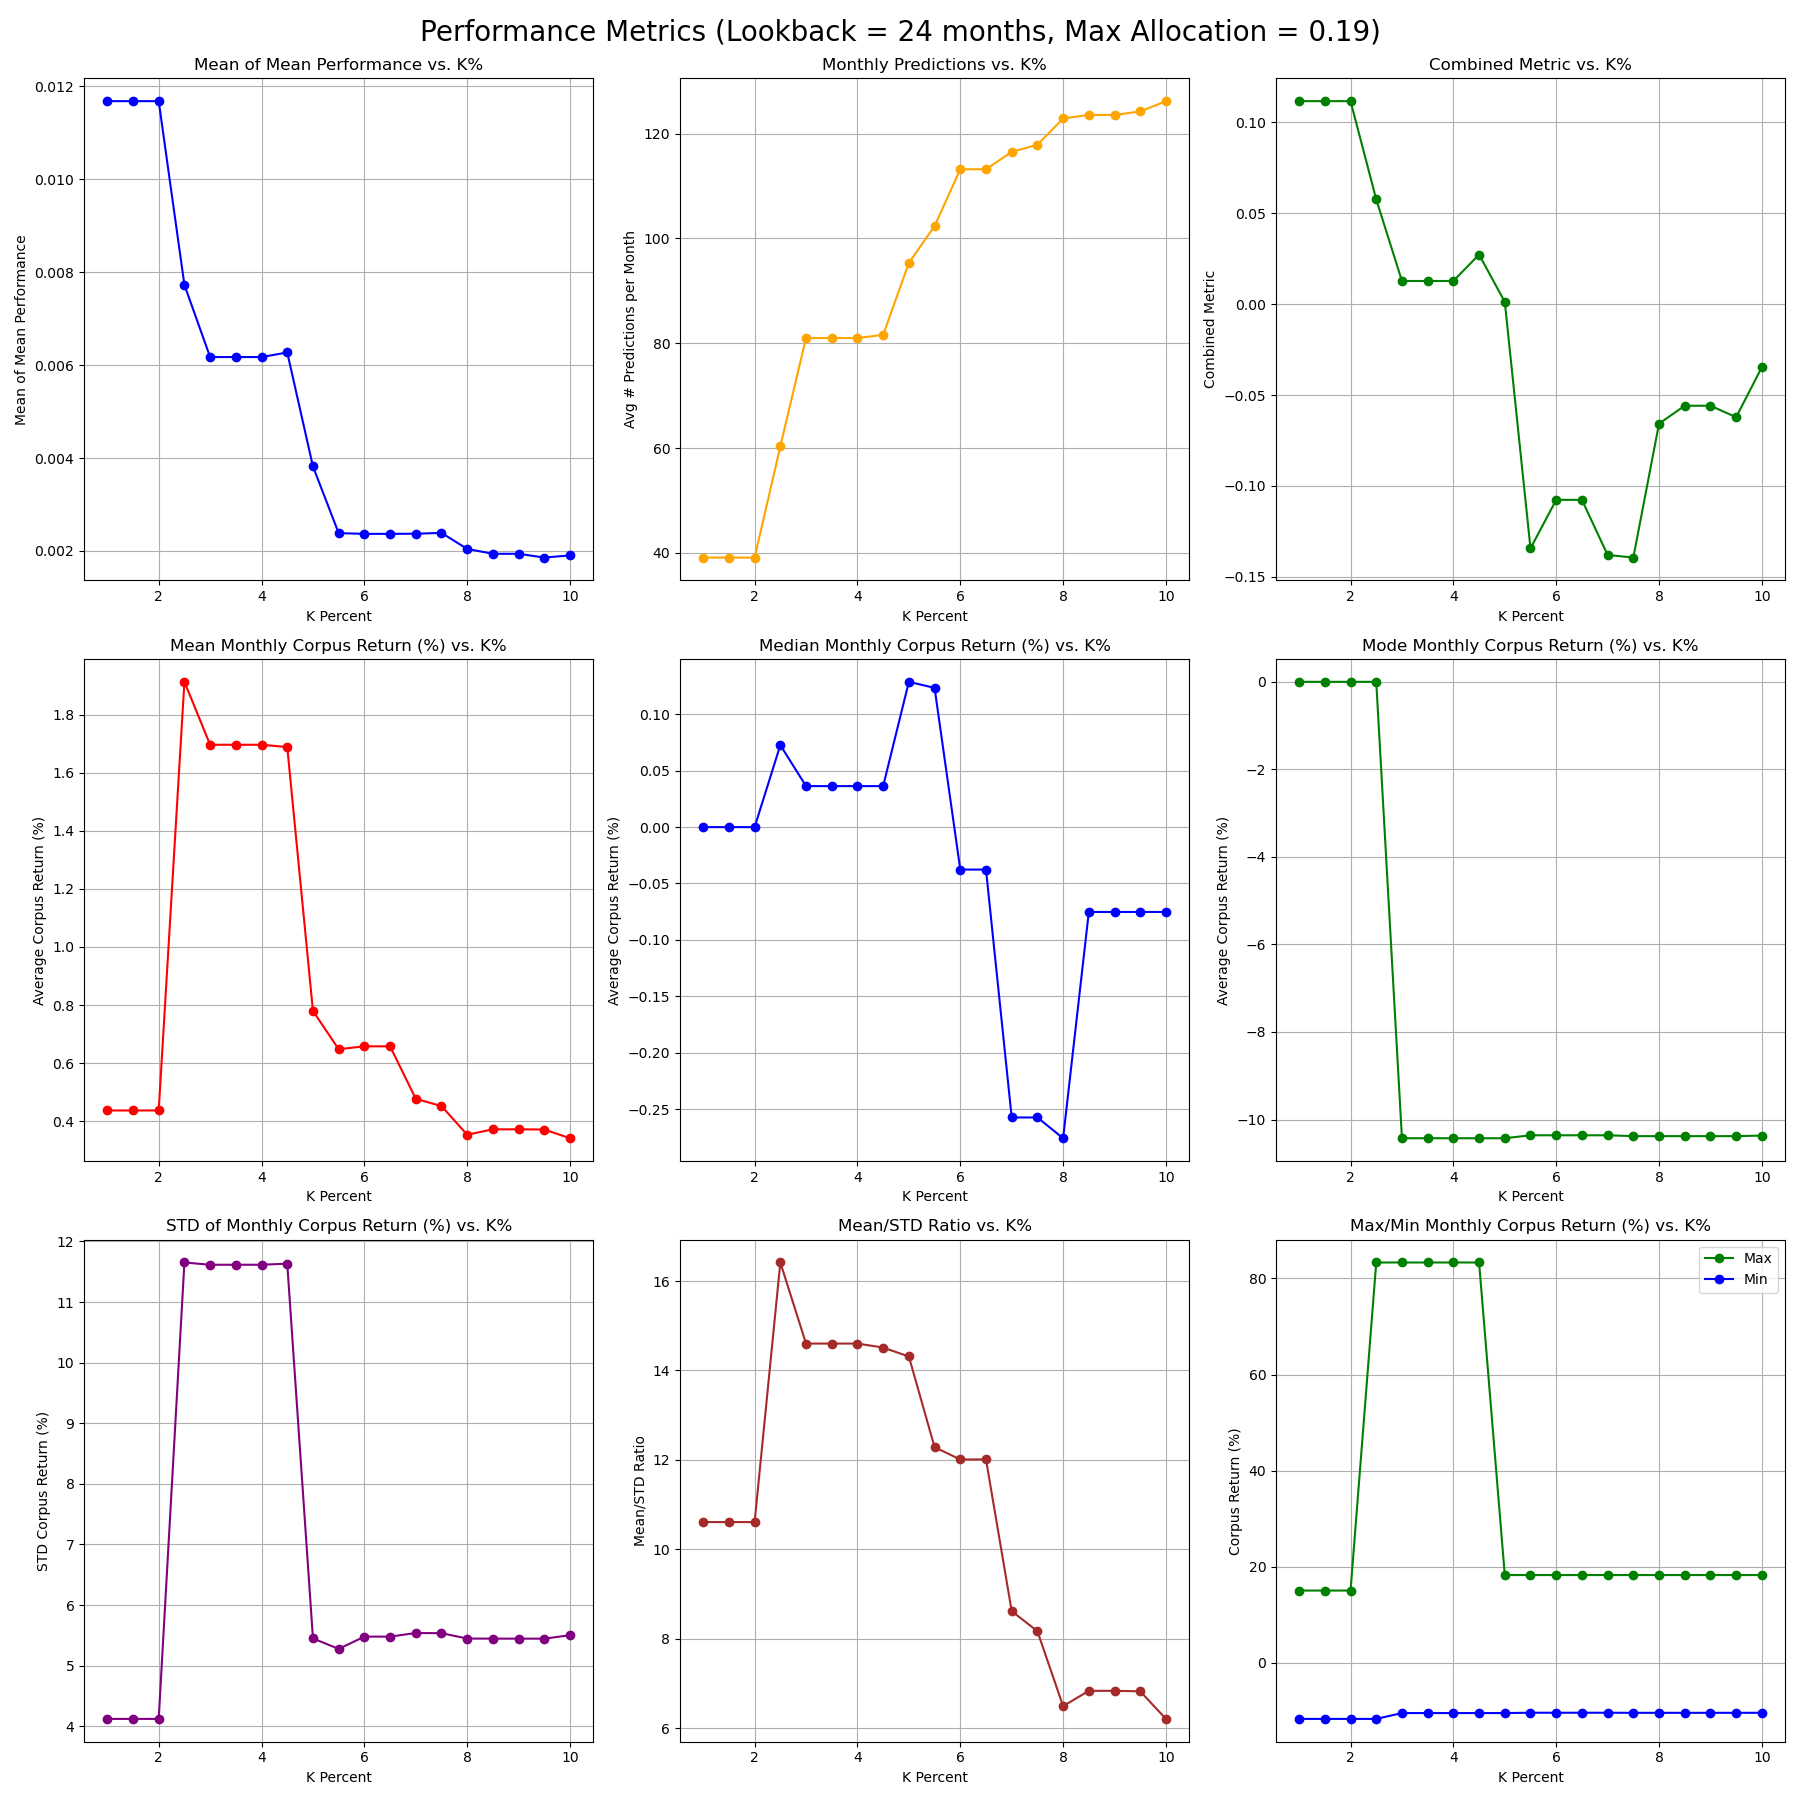 Performance Metrics (Lookback = 24 months, Max Allocation = 0.19)
Mean of Mean Performance vs. K%
Mean of Mean Performance
0.012
0.010
0.008
0.006
0.004
0.002
2 4 6 8 10
K Percent
Monthly Predictions vs. K%
Avg # Predictions per Month
120
100
80
60
40
2 4 6 8 10
K Percent
Combined Metric vs. K%
Combined Metric
0.10
0.05
0.00
−0.05
−0.10
−0.15
2 4 6 8 10
K Percent
Mean Monthly Corpus Return (%) vs. K%
Average Corpus Return (%)
1.8
1.6
1.4
1.2
1.0
0.8
0.6
0.4
2 4 6 8 10
K Percent
Median Monthly Corpus Return (%) vs. K%
Average Corpus Return (%)
0.10
0.05
0.00
−0.05
−0.10
−0.15
−0.20
−0.25
2 4 6 8 10
K Percent
Mode Monthly Corpus Return (%) vs. K%
Average Corpus Return (%)
0
−2
−4
−6
−8
−10
2 4 6 8 10
K Percent
STD of Monthly Corpus Return (%) vs. K%
STD Corpus Return (%)
12
11
10
9
8
7
6
5
4
2 4 6 8 10
K Percent
Mean/STD Ratio vs. K%
Mean/STD Ratio
16
14
12
10
8
6
2 4 6 8 10
K Percent
Max/Min Monthly Corpus Return (%) vs. K%
Corpus Return (%)
Max
Min
80
60
40
20
0
2 4 6 8 10
K Percent